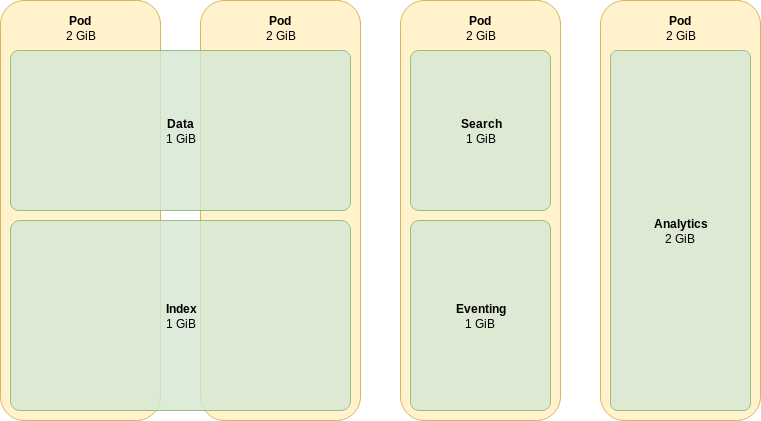 Pod
2 GiB
Pod
2 GiB
Pod
2 GiB
Pod
2 GiB
Data
1 GiB
Search
1 GiB
Analytics
2 GiB
Index
1 GiB
Eventing
1 GiB